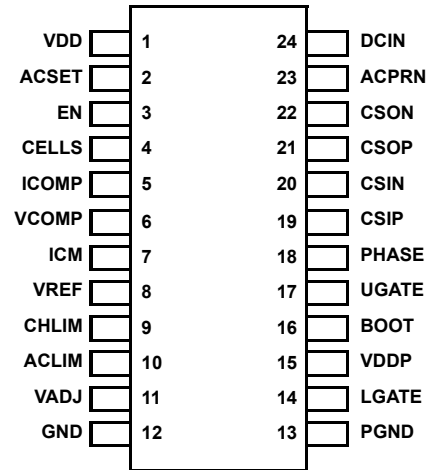 VDD 1 24 DCIN
ACSET 2 23 ACPRN
EN 3 22 CSON
CELLS 4 21 CSOP
ICOMP 5 20 CSIN
VCOMP 6 19 CSIP
ICM 7 18 PHASE
VREF 8 17 UGATE
CHLIM 9 16 BOOT
ACLIM 10 15 VDDP
VADJ 11 14 LGATE
GND 12 13 PGND